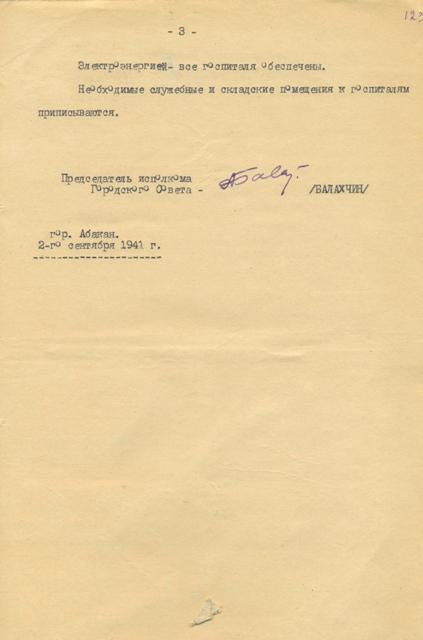 - 3 -
Электроэнергией- все госпиталя обеспечены.
Необходимые служебные и складские помещения к госпиталям
приписываются.
Председатель исполкома
Городского Совета -
/БАЛАХЧИН/
гор. Абакан.
2-го сентября 1941 г.